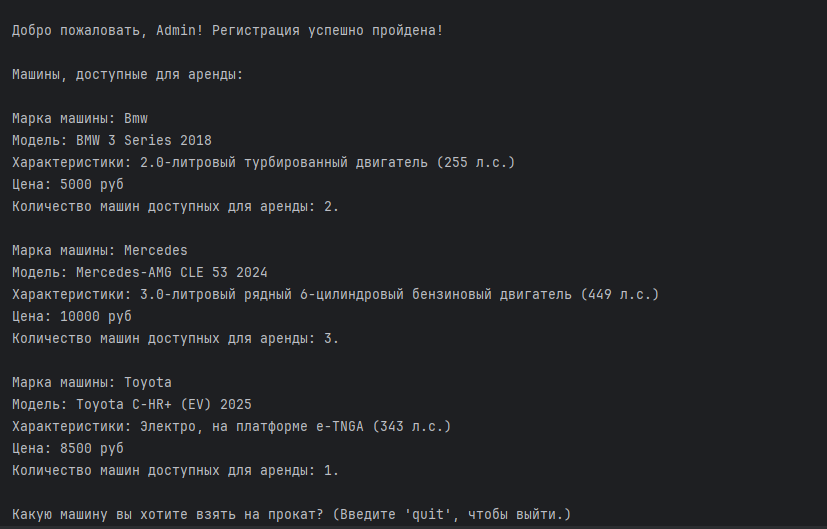 Добро пожаловать, Admin! Регистрация успешно пройдена!
Машины, доступные для аренды:
Марка машины: Bmw
Модель: BMW 3 Series 2018
Характеристики: 2.0-литровый турбированный двигатель (255 л.с.)
Цена: 5000 руб
Количество машин доступных для аренды: 2.
Марка машины: Mercedes
Модель: Mercedes-AMG CLE 53 2024
Характеристики: 3.0-литровый рядный 6-цилиндровый бензиновый двигатель (449 л.с.)
Цена: 10000 руб
Количество машин доступных для аренды: 3.
Марка машины: Toyota
Модель: Toyota C-HR+ (EV) 2025
Характеристики: Электро, на платформе e-TNGA (343 л.с.)
Цена: 8500 руб
Количество машин доступных для аренды: 1.
Какую машину вы хотите взять на прокат? (Введите 'quit', чтобы выйти.)